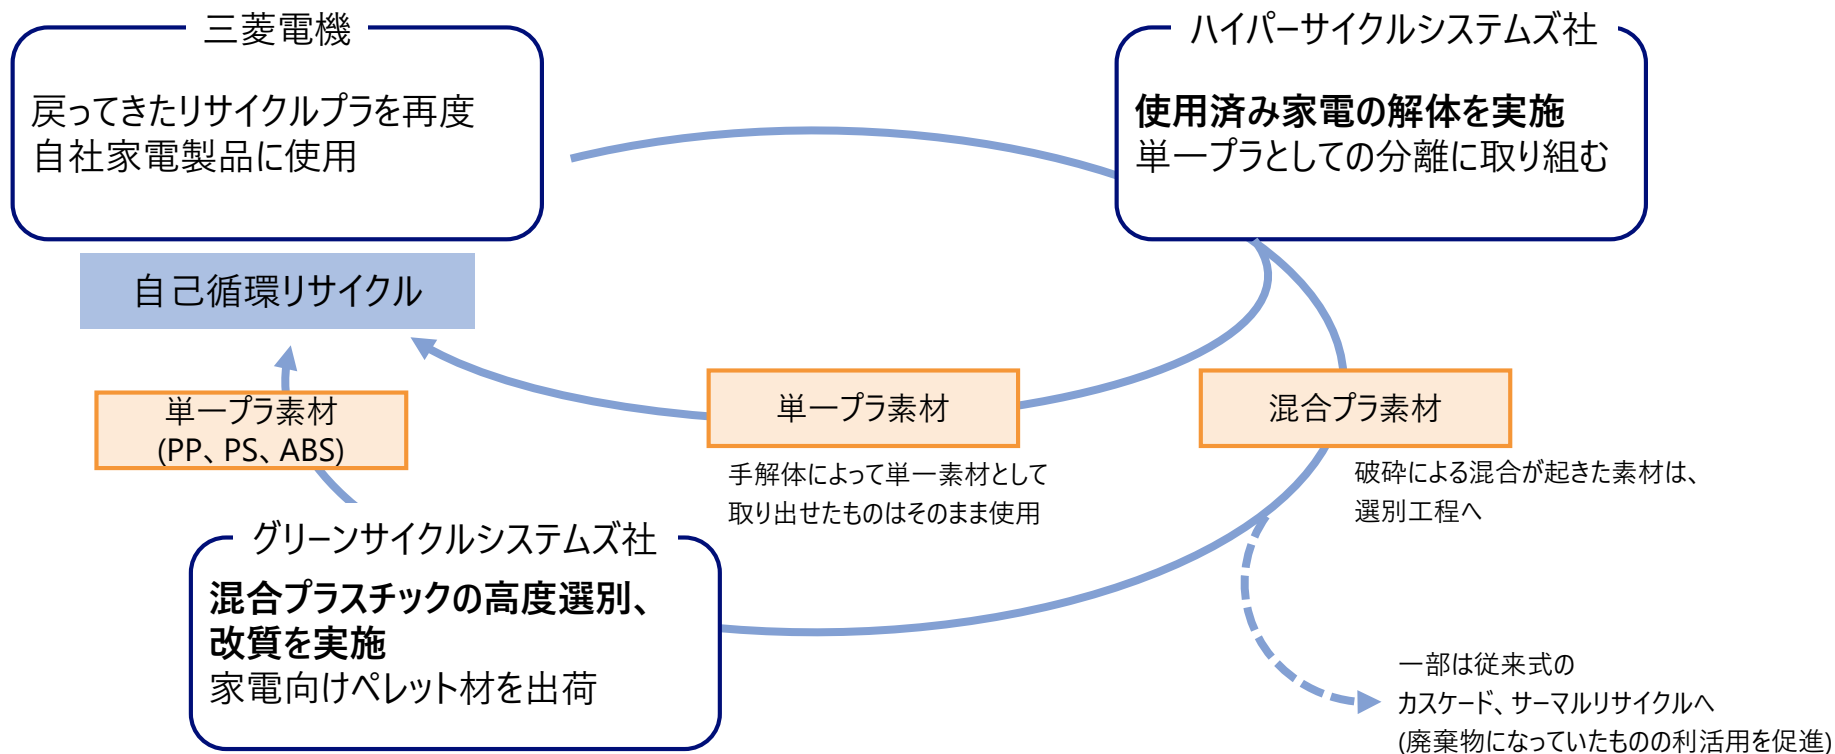 三菱電機
戻ってきたリサイクルプラを再度
自社家電製品に使用
ハイパーサイクルシステムズ社
使用済み家電の解体を実施
単一プラとしての分離に取り組む
自己循環リサイクル
単一プラ素材
(PP、PS、ABS)
単一プラ素材
手解体によって単一素材として
取り出せたものはそのまま使用
混合プラ素材
破砕による混合が起きた素材は、
選別工程へ
グリーンサイクルシステムズ社
混合プラスチックの高度選別、
改質を実施
家電向けペレット材を出荷
一部は従来式の
カスケード、サーマルリサイクルへ
(廃棄物になっていたものの利活用を促進)